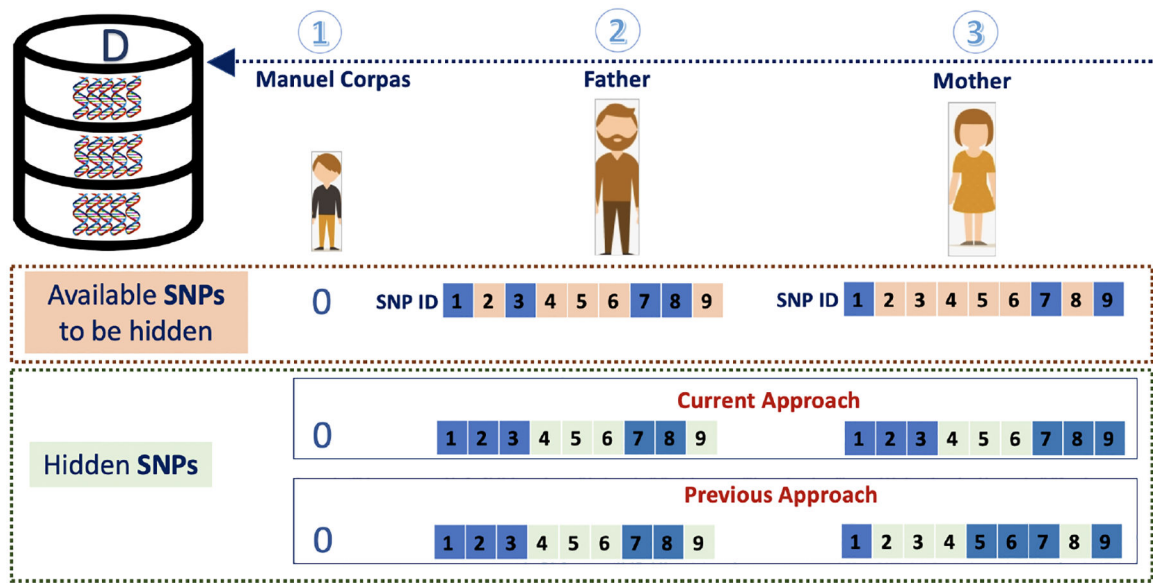 D
1
2
3
Manuel Corpas
Father
Mother
Available SNPs
to be hidden
0
SNP ID 1 2 3 4 5 6 7 8 9
SNP ID 1 2 3 4 5 6 7 8 9
Hidden SNPs
Current Approach
0
1 2 3 4 5 6 7 8 9
1 2 3 4 5 6 7 8 9
Previous Approach
0
1 2 3 4 5 6 7 8 9
1 2 3 4 5 6 7 8 9